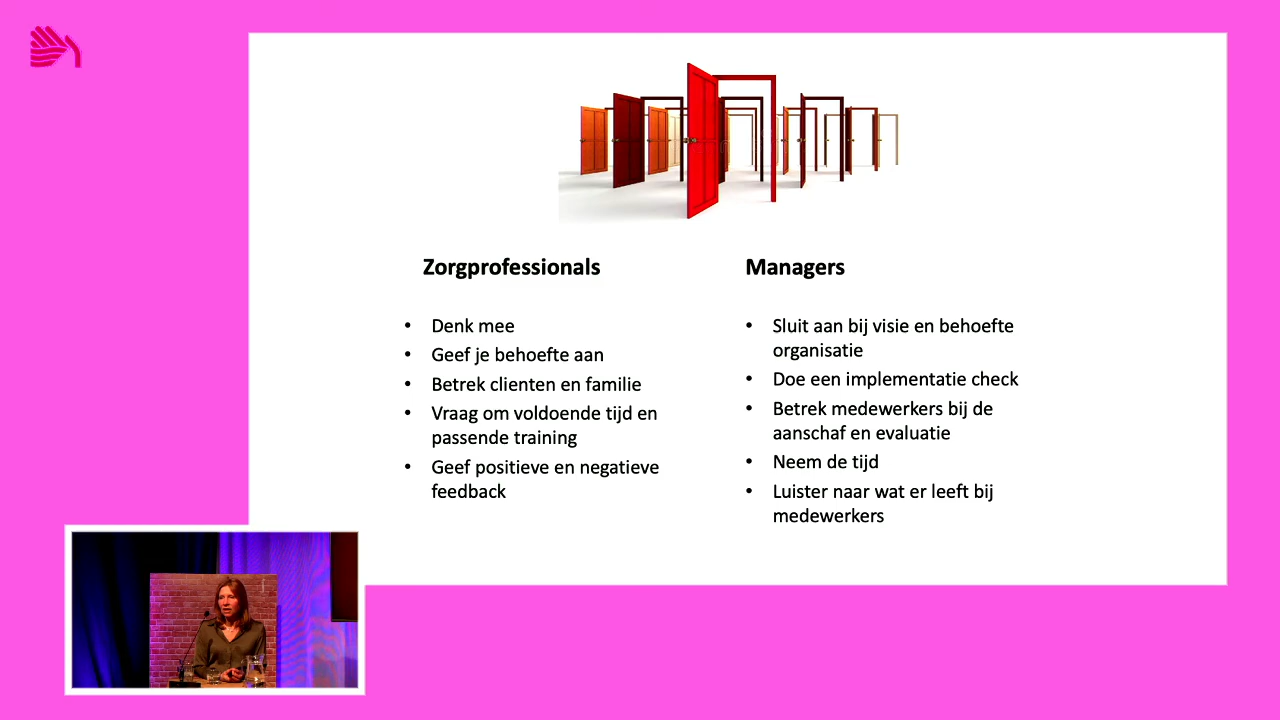 Zorgprofessionals
• Denk mee
• Geef je behoefte aan
• Betrek clienten en familie
• Vraag om voldoende tijd en
passende training
• Geef positieve en negatieve
feedback
Managers
• Sluit aan bij visie en behoefte
organisatie
• Doe een implementatie check
• Betrek medewerkers bij de
aanschaf en evaluatie
• Neem de tijd
• Luister naar wat er leeft bij
medewerkers